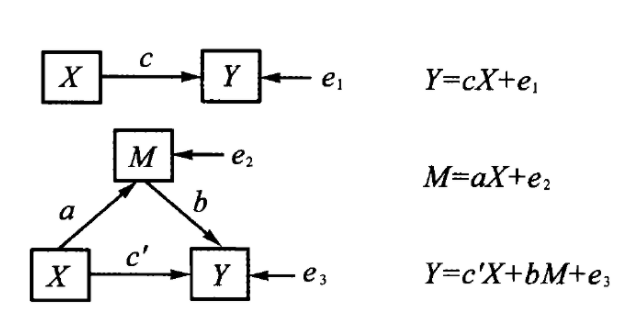 X c Y e₁ Y=cX+e₁
M e₂
M=aX+e₂
a b
X c′ Y e₃ Y=c′X+bM+e₃